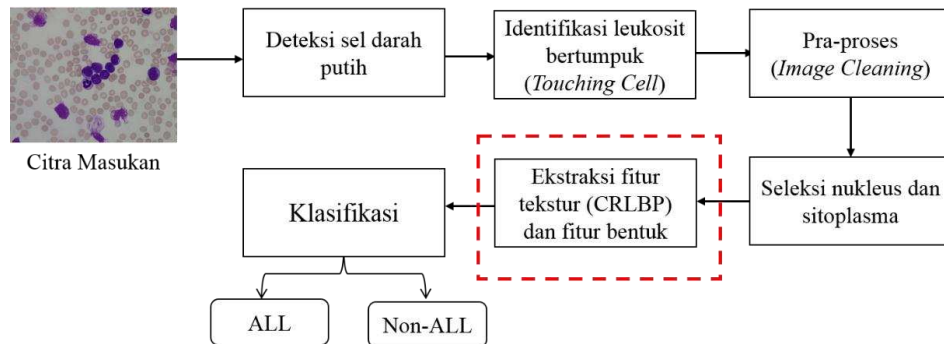 Citra Masukan
Deteksi sel darah
putih
Identifikasi leukosit
bertumpuk
(Touching Cell)
Pra-proses
(Image Cleaning)
Seleksi nukleus dan
sitoplasma
Ekstraksi fitur
tekstur (CRLBP)
dan fitur bentuk
Klasifikasi
ALL
Non-ALL